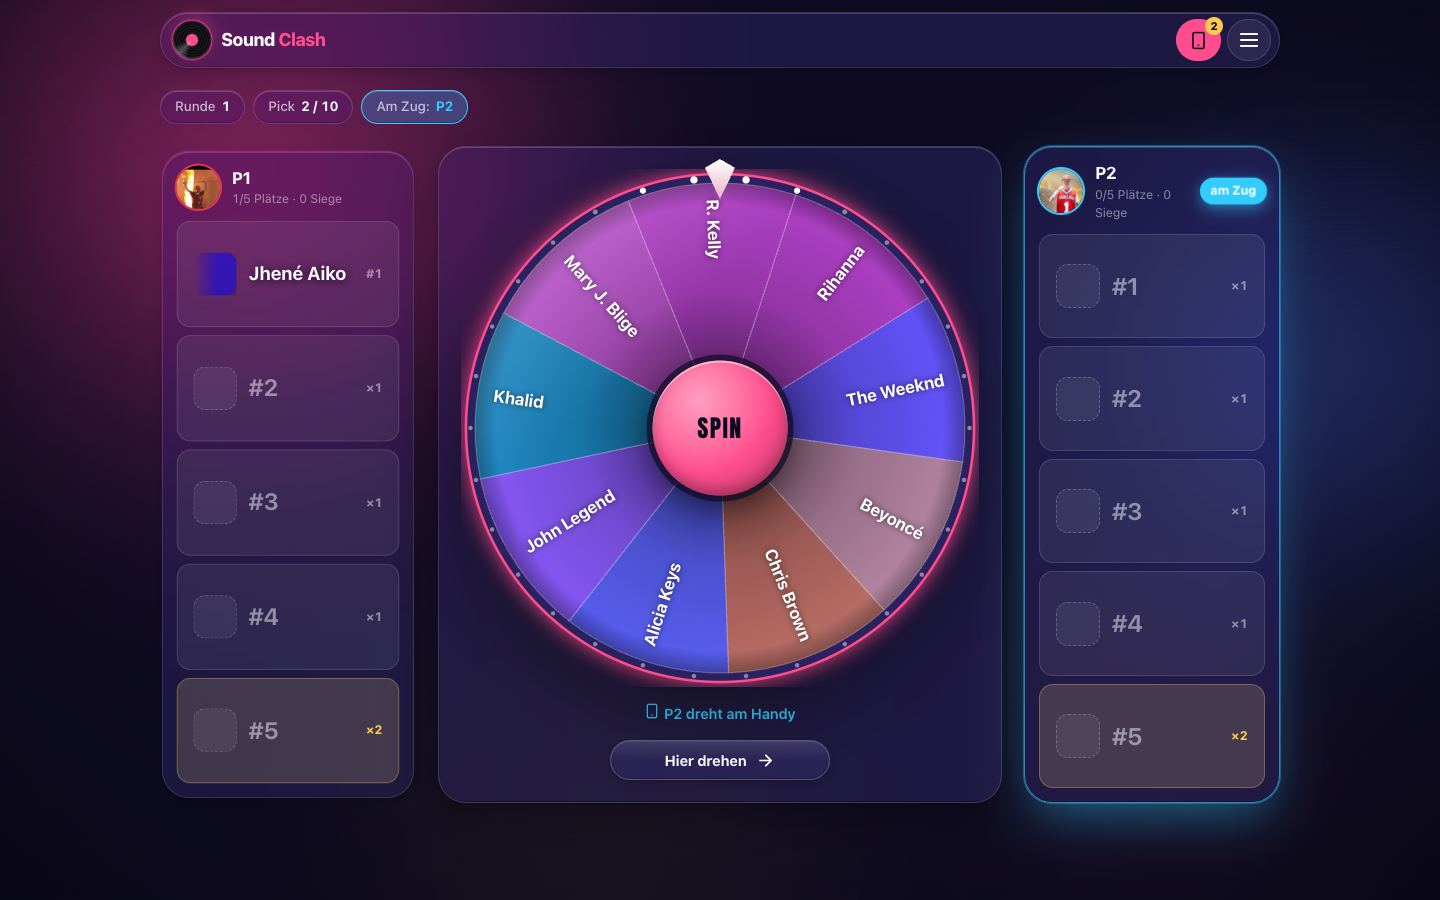 Sound Clash
2
Runde 1
Pick 2 / 10
Am Zug: P2
P1
1/5 Plätze · 0 Siege
Jhené Aiko #1
#2 ×1
#3 ×1
#4 ×1
#5 ×2
R. Kelly
Rihanna
The Weeknd
Beyoncé
Chris Brown
Alicia Keys
John Legend
Khalid
Mary J. Blige
SPIN
P2 dreht am Handy
Hier drehen
P2
0/5 Plätze · 0
Siege
am Zug
#1 ×1
#2 ×1
#3 ×1
#4 ×1
#5 ×2